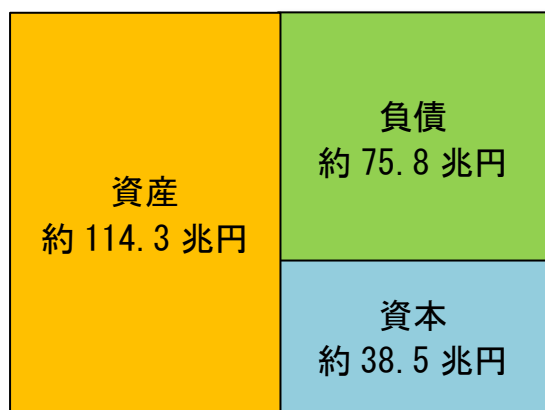 資産
約 114.3 兆円
負債
約 75.8 兆円
資本
約 38.5 兆円